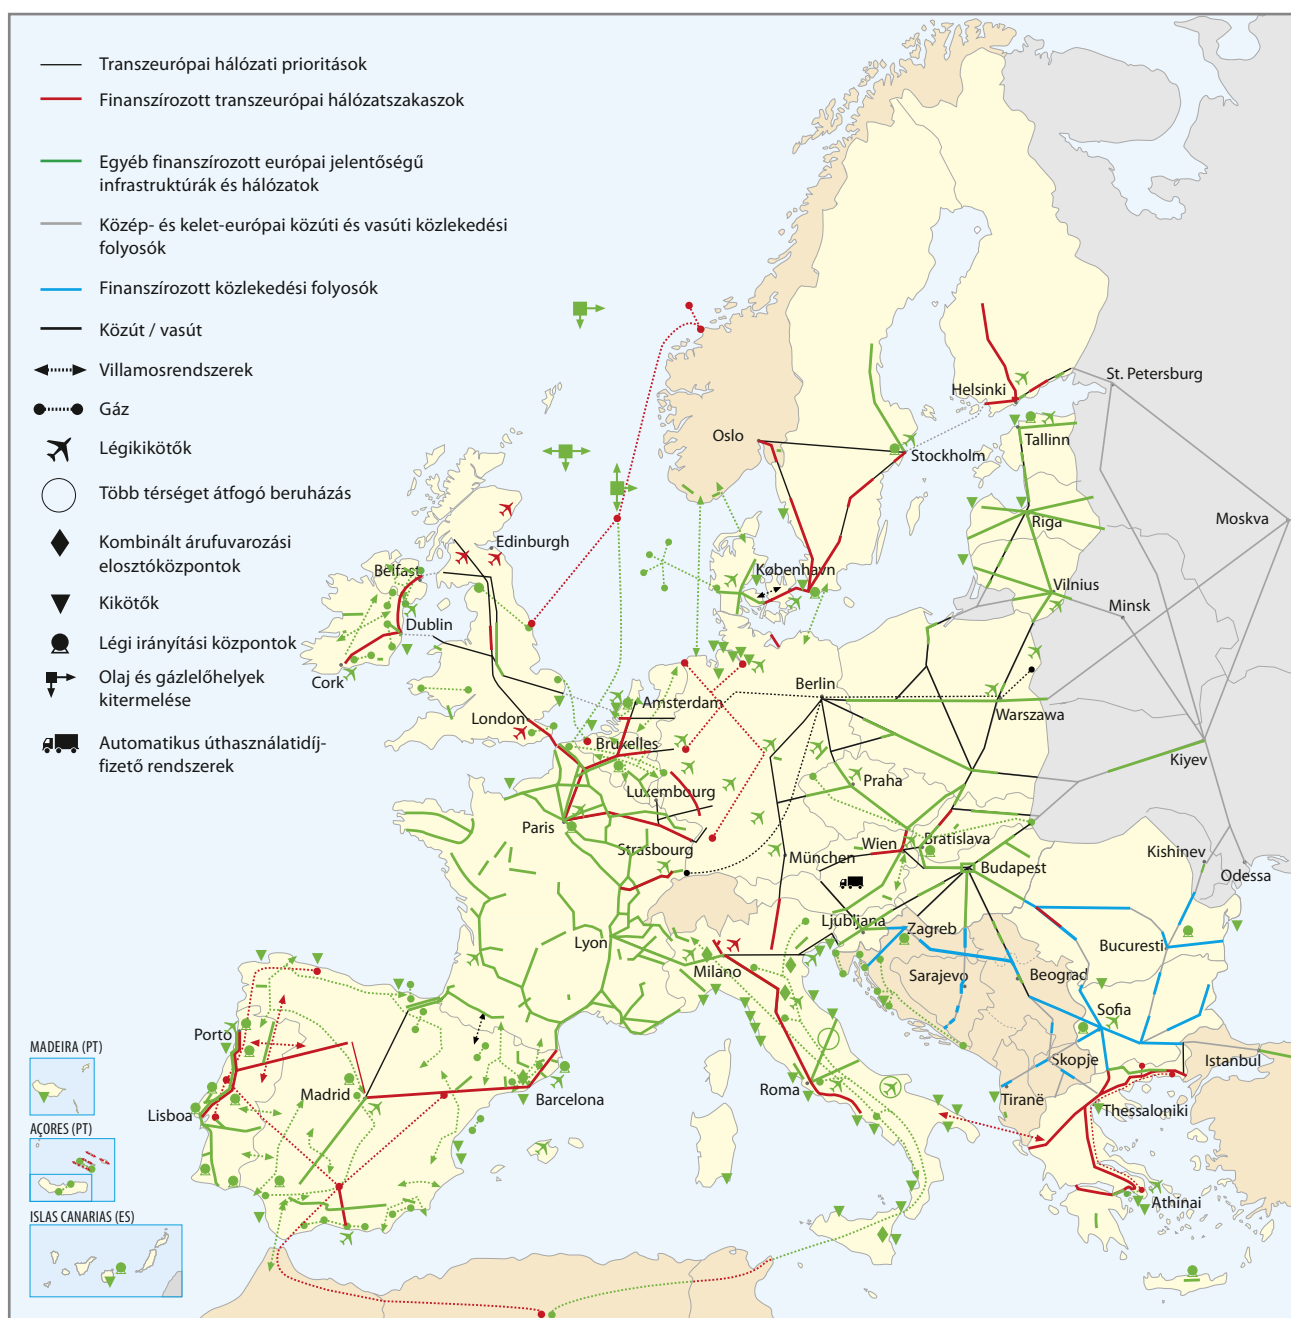 Transzeurópai hálózati prioritások
Finanszírozott transzeurópai hálózatszakaszok
Egyéb finanszírozott európai jelentőségű
infrastruktúrák és hálózatok
Közép- és kelet-európai közúti és vasúti közlekedési
folyosók
Finanszírozott közlekedési folyosók
Közút / vasút
Villamosrendszerek
Gáz
Légikikötők
Több térséget átfogó beruházás
Kombinált árufuvarozási
elosztóközpontok
Kikötők
Légi irányítási központok
Olaj és gázlelőhelyek
kitermelése
Automatikus úthasználatidíj-
fizető rendszerek
St. Petersburg
Helsinki
Oslo
Tallinn
Stockholm
Moskva
Riga
Edinburgh
København
Belfast
Vilnius
Minsk
Dublin
Cork
Berlin
Amsterdam
Warszawa
London
Bruxelles
Kiyev
Praha
Luxembourg
Paris
Wien
Bratislava
Strasbourg
München
Kishinev
Budapest
Odessa
Ljubljana
Zagreb
Lyon
Bucuresti
Milano
Sarajevo
Beograd
Sofia
Porto
Skopje
Istanbul
MADEIRA (PT)
Roma
Madrid
Barcelona
Tiranë
Lisboa
Thessaloniki
AÇORES (PT)
Athinai
ISLAS CANARIAS (ES)